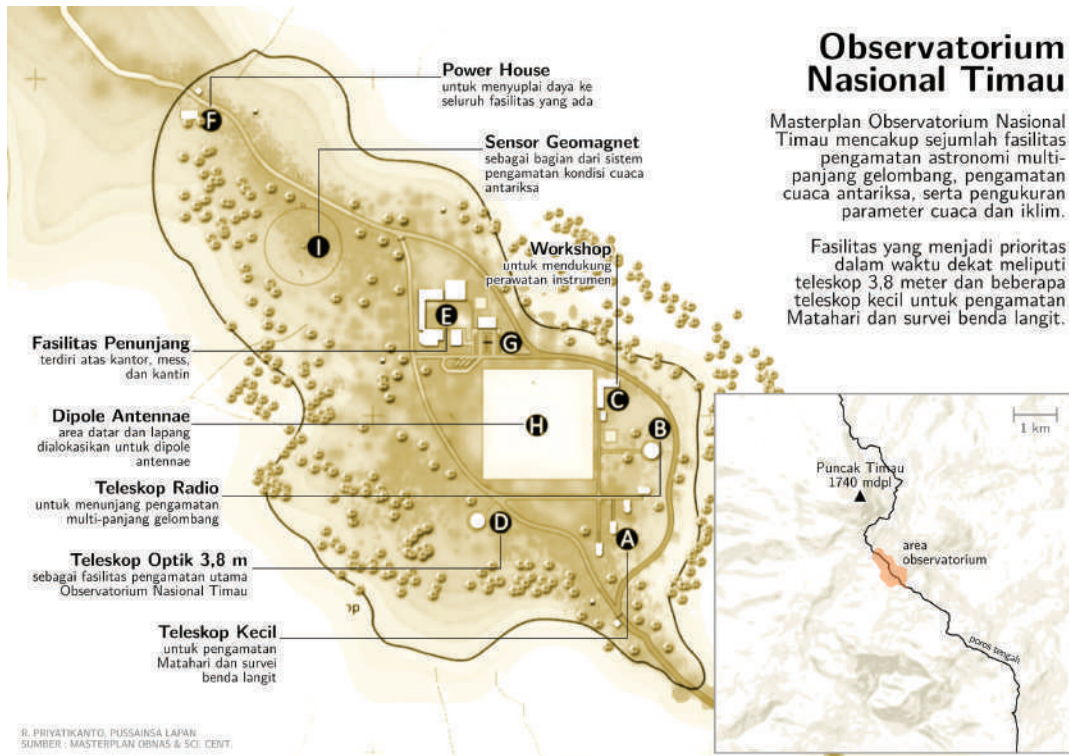 Observatorium
Nasional Timau
Masterplan Observatorium Nasional
Timau mencakup sejumlah fasilitas
pengamatan astronomi multi-
panjang gelombang, pengamatan
cuaca antariksa, serta pengukuran
parameter cuaca dan iklim.
Fasilitas yang menjadi prioritas
dalam waktu dekat meliputi
teleskop 3,8 meter dan beberapa
teleskop kecil untuk pengamatan
Matahari dan survei benda langit.
Power House
untuk menyuplai daya ke
seluruh fasilitas yang ada
F
Sensor Geomagnet
sebagai bagian dari sistem
pengamatan kondisi cuaca
antariksa
I
Workshop
untuk mendukung
perawatan instrumen
E
G
Fasilitas Penunjang
terdiri atas kantor, mess,
dan kantin
C
Dipole Antennae
area datar dan lapang
dialokasikan untuk dipole
antennae
H
B
Teleskop Radio
untuk menunjang pengamatan
multi-panjang gelombang
D
A
Teleskop Optik 3,8 m
sebagai fasilitas pengamatan utama
Observatorium Nasional Timau
Teleskop Kecil
untuk pengamatan
Matahari dan survei
benda langit
1 km
Puncak Timau
1740 mdpl
area
observatorium
poros tengah
R. PRIYATIKANTO, PUSSAINSA LAPAN
SUMBER : MASTERPLAN OBNAS & SCI. CENT.